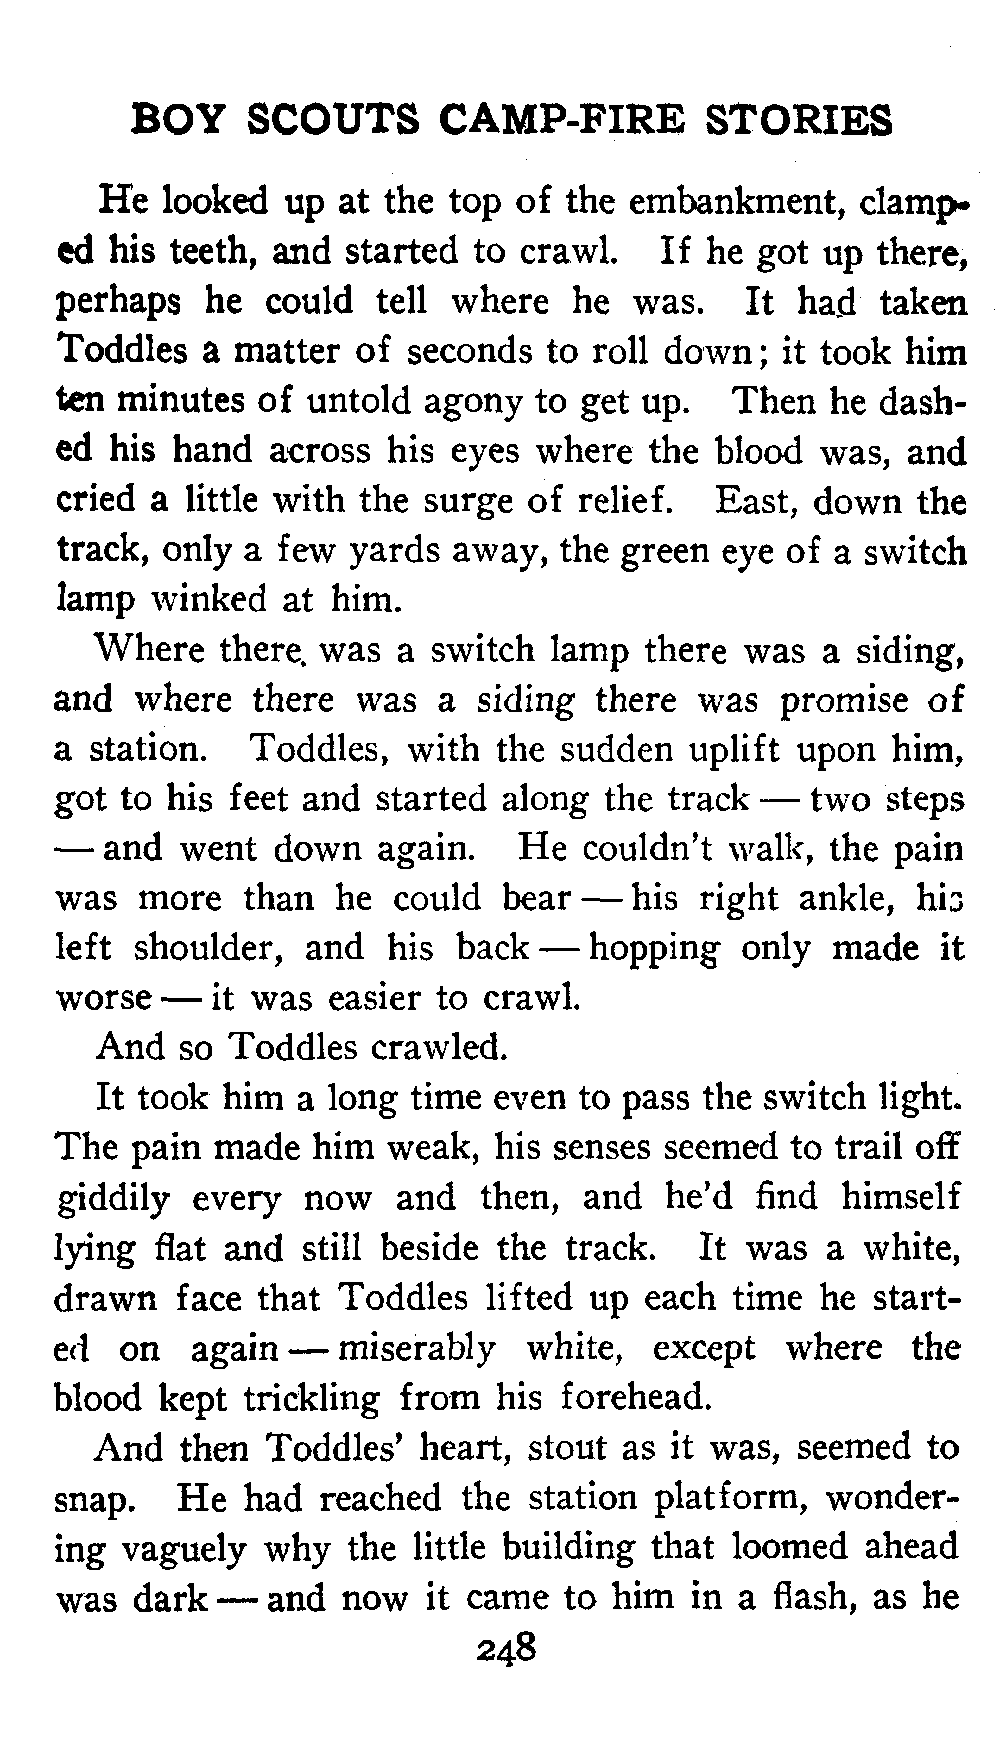 BOY SCOUTS CAMP-FIRE STORIES
He looked up at the top of the embankment, clamp-
ed his teeth, and started to crawl. If he got up there,
perhaps he could tell where he was. It had taken
Toddles a matter of seconds to roll down; it took him
ten minutes of untold agony to get up. Then he dash-
ed his hand across his eyes where the blood was, and
cried a little with the surge of relief. East, down the
track, only a few yards away, the green eye of a switch
lamp winked at him.
Where there. was a switch lamp there was a siding,
and where there was a siding there was promise of
a station. Toddles, with the sudden uplift upon him,
got to his feet and started along the track — two steps
— and went down again. He couldn't walk, the pain
was more than he could bear — his right ankle, his
left shoulder, and his back — hopping only made it
worse — it was easier to crawl.
And so Toddles crawled.
It took him a long time even to pass the switch light.
The pain made him weak, his senses seemed to trail off
giddily every now and then, and he'd find himself
lying flat and still beside the track. It was a white,
drawn face that Toddles lifted up each time he start-
ed on again — miserably white, except where the
blood kept trickling from his forehead.
And then Toddles' heart, stout as it was, seemed to
snap. He had reached the station platform, wonder-
ing vaguely why the little building that loomed ahead
was dark — and now it came to him in a flash, as he
248